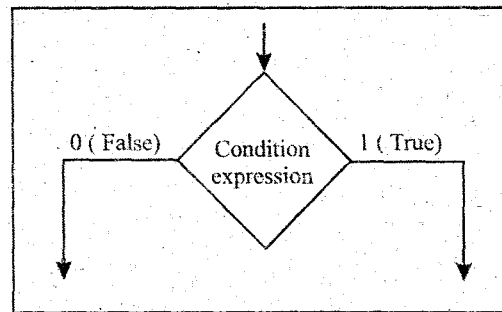 0 ( False)
1 ( True)
Condition
expression